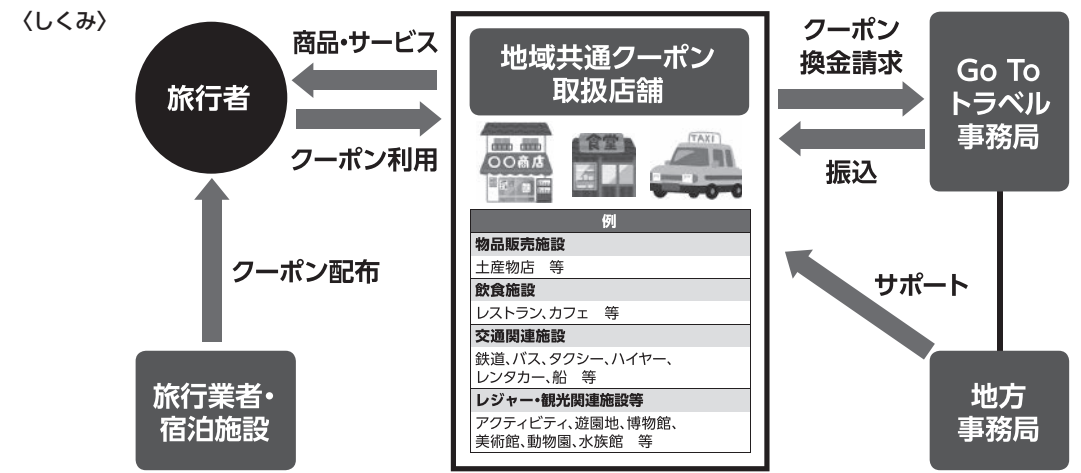 〈しくみ〉
旅行者
商品・サービス
クーポン利用
クーポン配布
旅行業者・
宿泊施設
地域共通クーポン
取扱店舗
〇〇商店
食堂
TAXI
例
物品販売施設
土産物店　等
飲食施設
レストラン、カフェ　等
交通関連施設
鉄道、バス、タクシー、ハイヤー、
レンタカー、船　等
レジャー・観光関連施設等
アクティビティ、遊園地、博物館、
美術館、動物園、水族館　等
クーポン
換金請求
振込
サポート
Go To
トラベル
事務局
地方
事務局